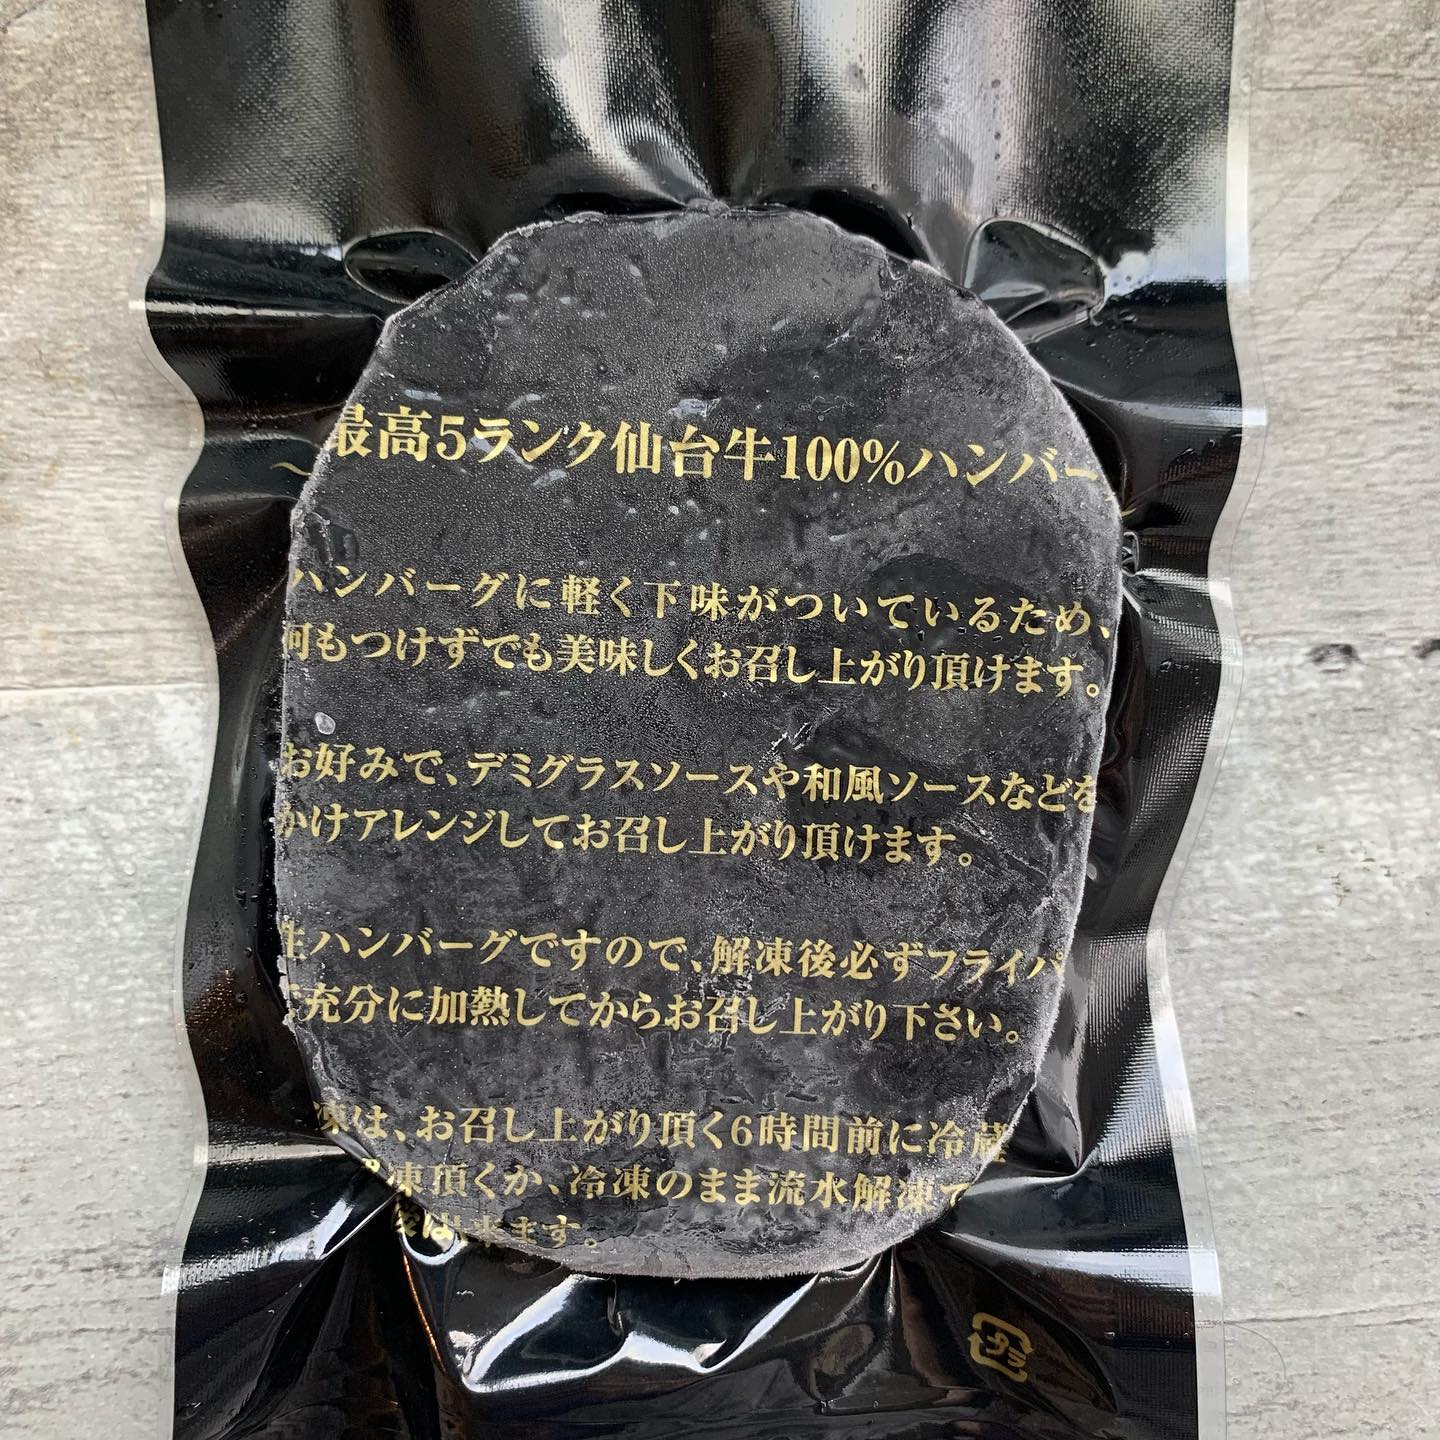 ～最高5ランク仙台牛100%ハンバー
ハンバーグに軽く下味がついているため、
何もつけずでも美味しくお召し上がり頂けます。
お好みで、デミグラスソースや和風ソースなどを
かけアレンジしてお召し上がり頂けます。
生ハンバーグですので、解凍後必ずフライパ
充分に加熱してからお召し上がり下さい。
凍は、お召し上がり頂く6時間前に冷蔵
凍頂くか、冷凍のまま流水解凍で
ます。
プラ